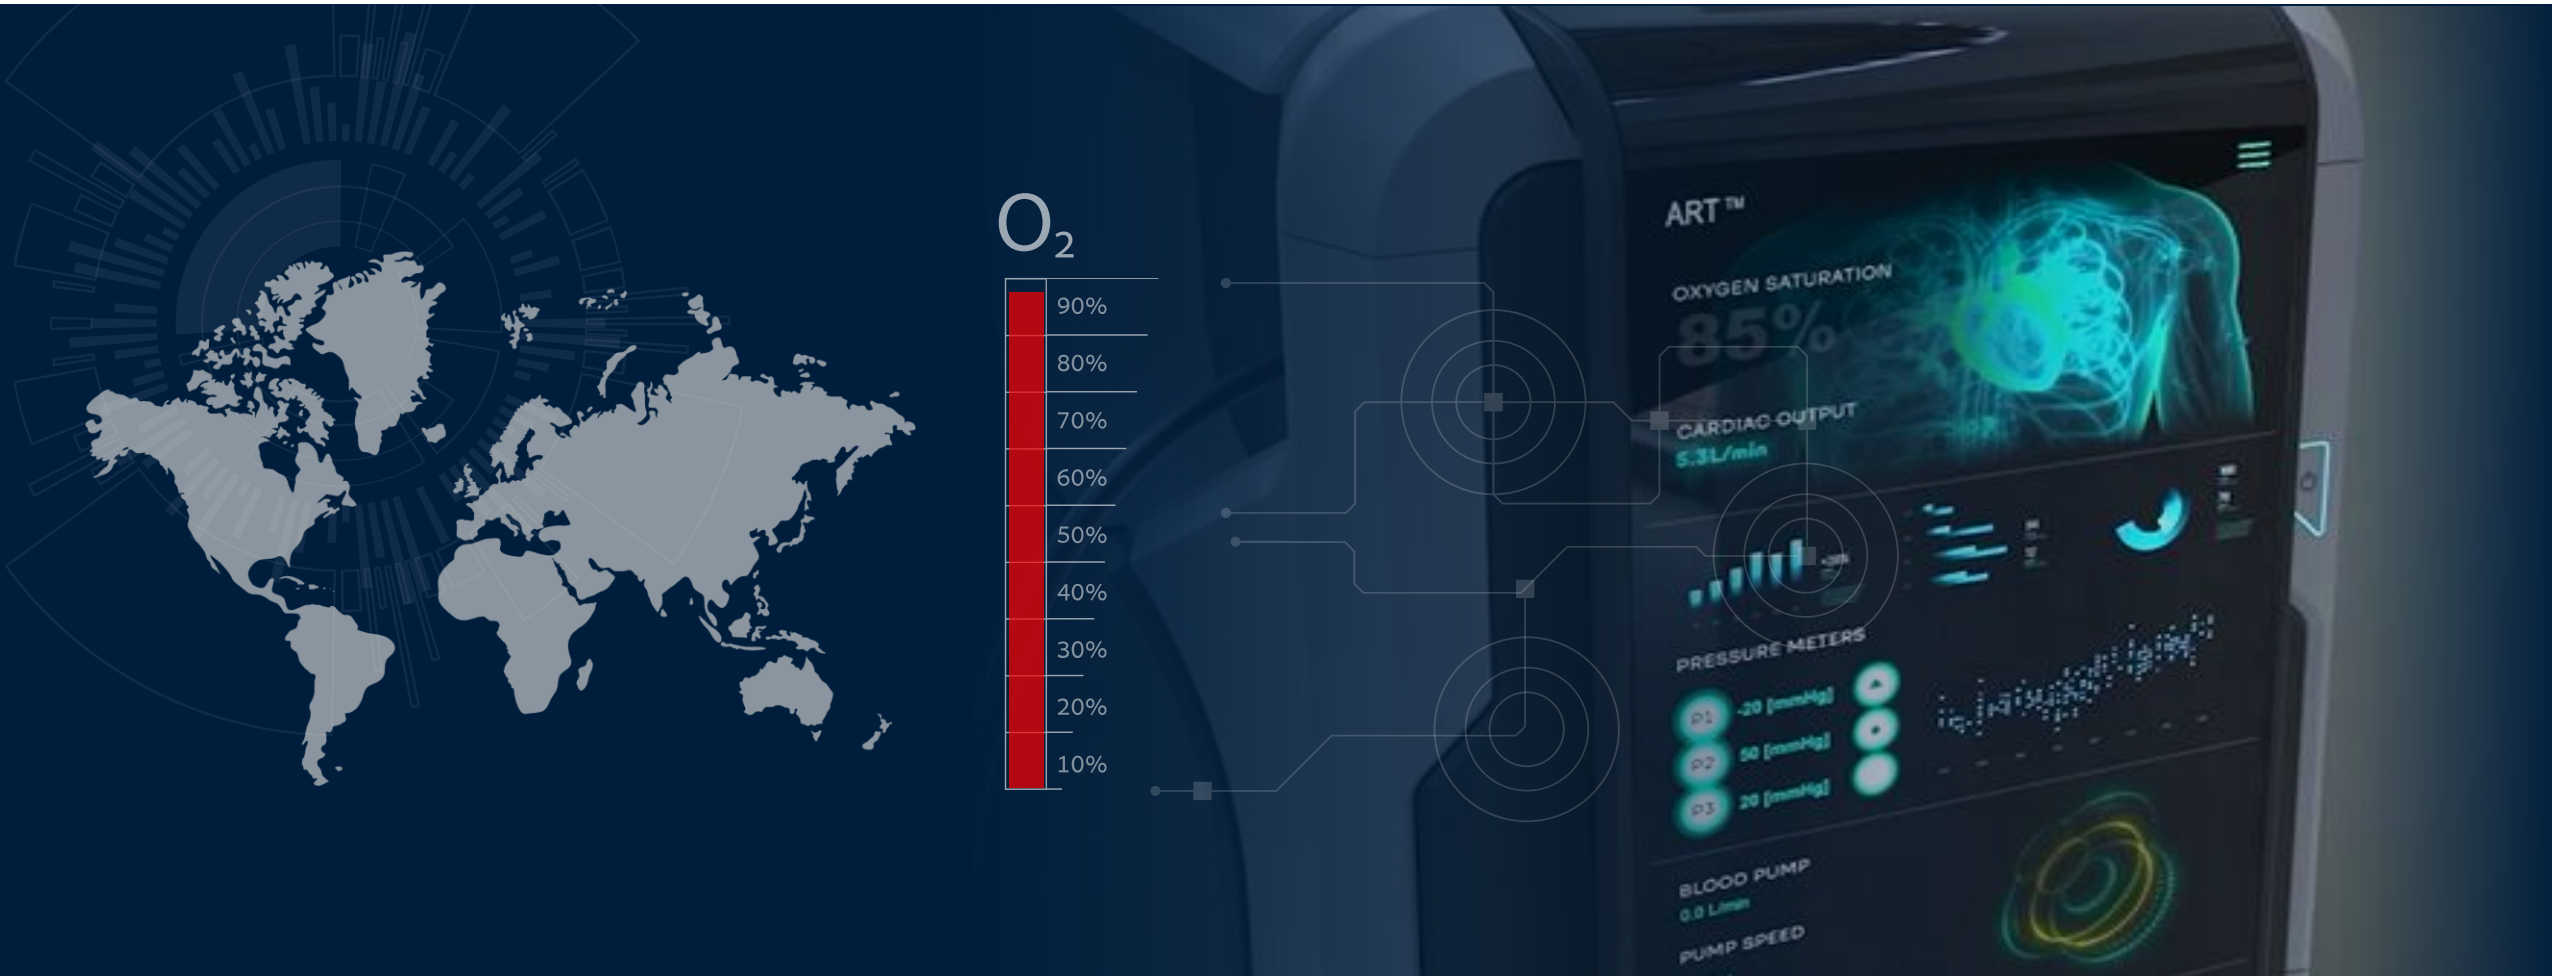 O₂
90%
80%
70%
60%
50%
40%
30%
20%
10%
ART™
OXYGEN SATURATION
85%
CARDIAC OUTPUT
5.3L/min
PRESSURE METERS
P1 -20 [mmHg]
P2 50 [mmHg]
P3 20 [mmHg]
BLOOD PUMP
0.0 L/min
PUMP SPEED